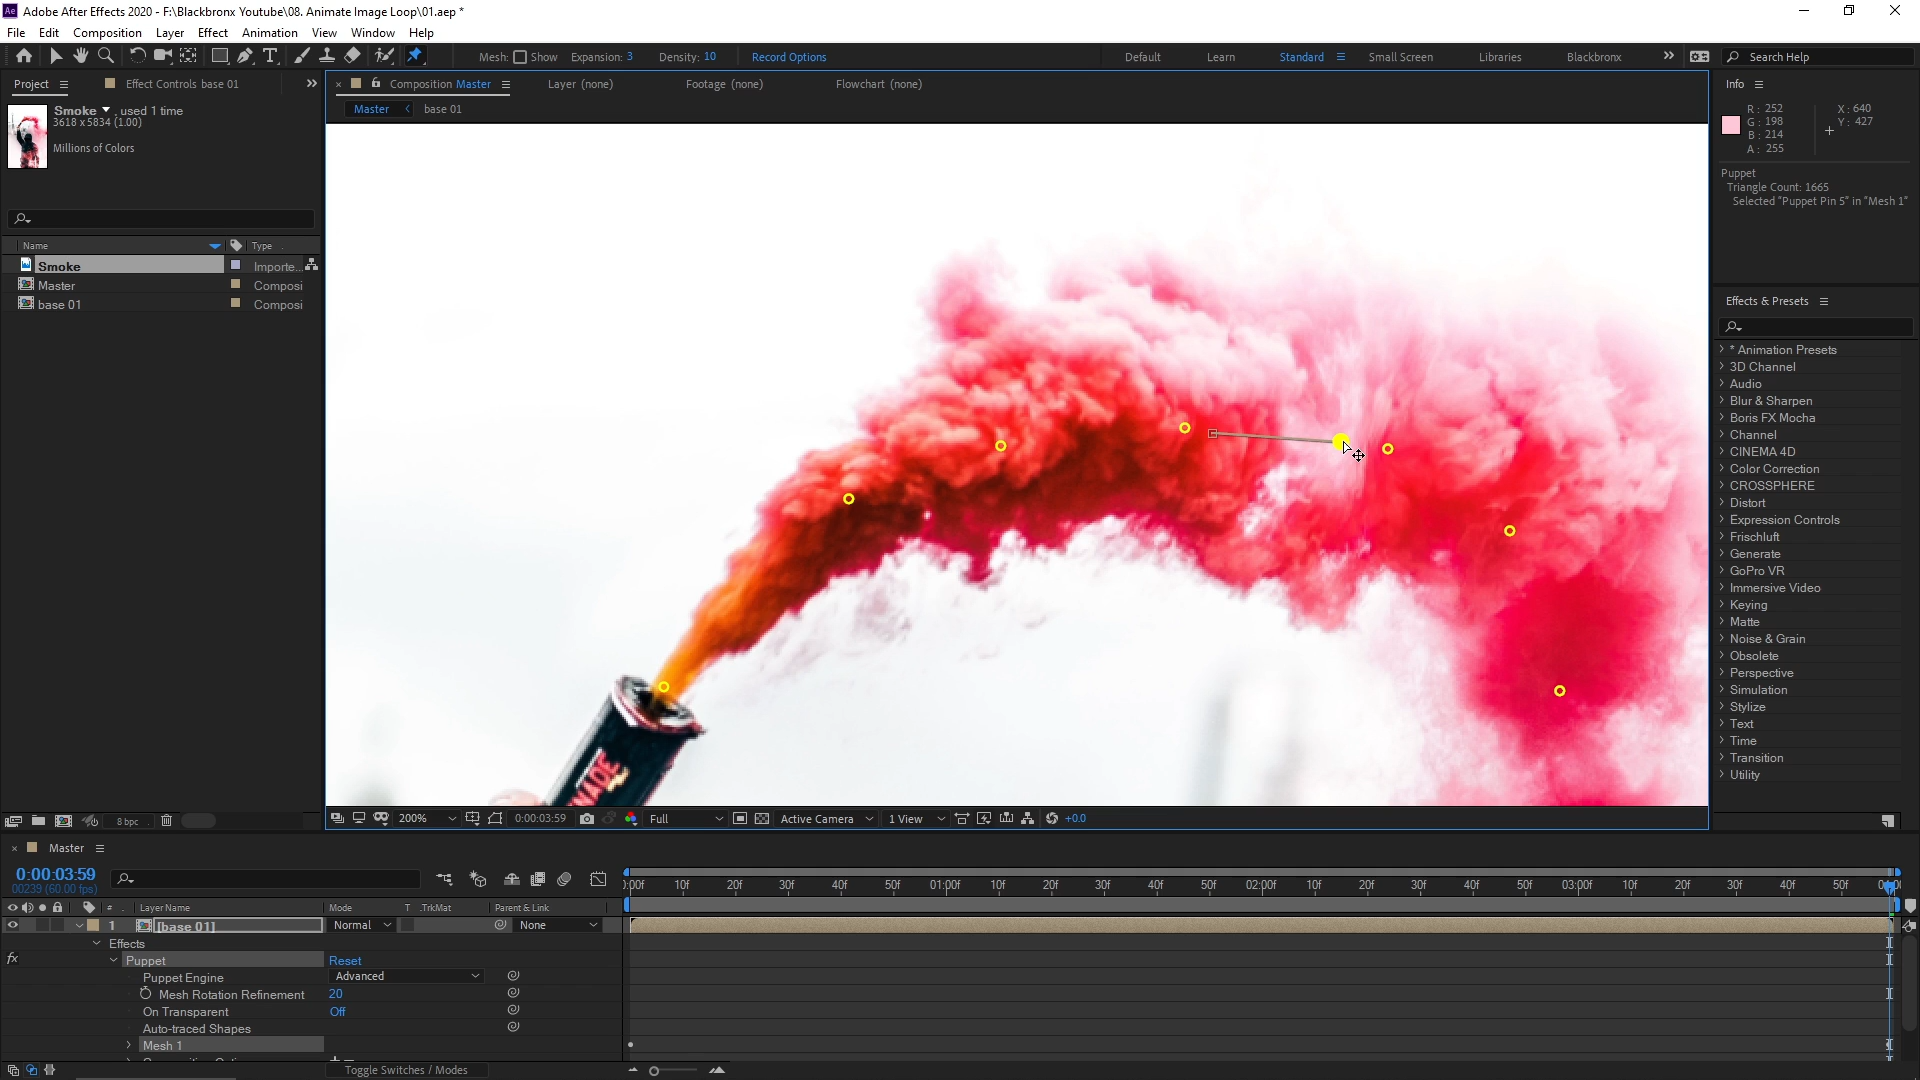 Adobe After Effects 2020 - F:\Blackbronx Youtube\08. Animate Image Loop\01.aep *
File Edit Composition Layer Effect Animation View Window Help
Mesh: Show Expansion: 3 Density: 10 Record Options Default Learn Standard Small Screen Libraries Blackbronx Search Help
Project Effect Controls base 01
Composition Master Layer (none) Footage (none) Flowchart (none)
Master base 01
Smoke , used 1 time
3618 x 5834 (1.00)
Millions of Colors
Name Type
Smoke Importe...
Master Composi
base 01 Composi
8 bpc
Info
R: 252 X: 640
G: 198 Y: 427
B: 214
A: 255
Puppet
Triangle Count: 1665
Selected "Puppet Pin 5" in "Mesh 1"
Effects & Presets
* Animation Presets
3D Channel
Audio
Blur & Sharpen
Boris FX Mocha
Channel
CINEMA 4D
Color Correction
CROSSPHERE
Distort
Expression Controls
Frischluft
Generate
GoPro VR
Immersive Video
Keying
Matte
Noise & Grain
Obsolete
Perspective
Simulation
Stylize
Text
Time
Transition
Utility
NADE
200% 0:00:03:59 Full Active Camera 1 View +0.0
Master
0:00:03:59
00239 (60.00 fps)
0:00f 10f 20f 30f 40f 50f 01:00f 10f 20f 30f 40f 50f 02:00f 10f 20f 30f 40f 50f 03:00f 10f 20f 30f 40f 50f
# Layer Name Mode T .TrkMat Parent & Link
1 [base 01] Normal None
Effects
fx Puppet Reset
Puppet Engine Advanced
Mesh Rotation Refinement 20
On Transparent Off
Auto-traced Shapes
Mesh 1
Toggle Switches / Modes